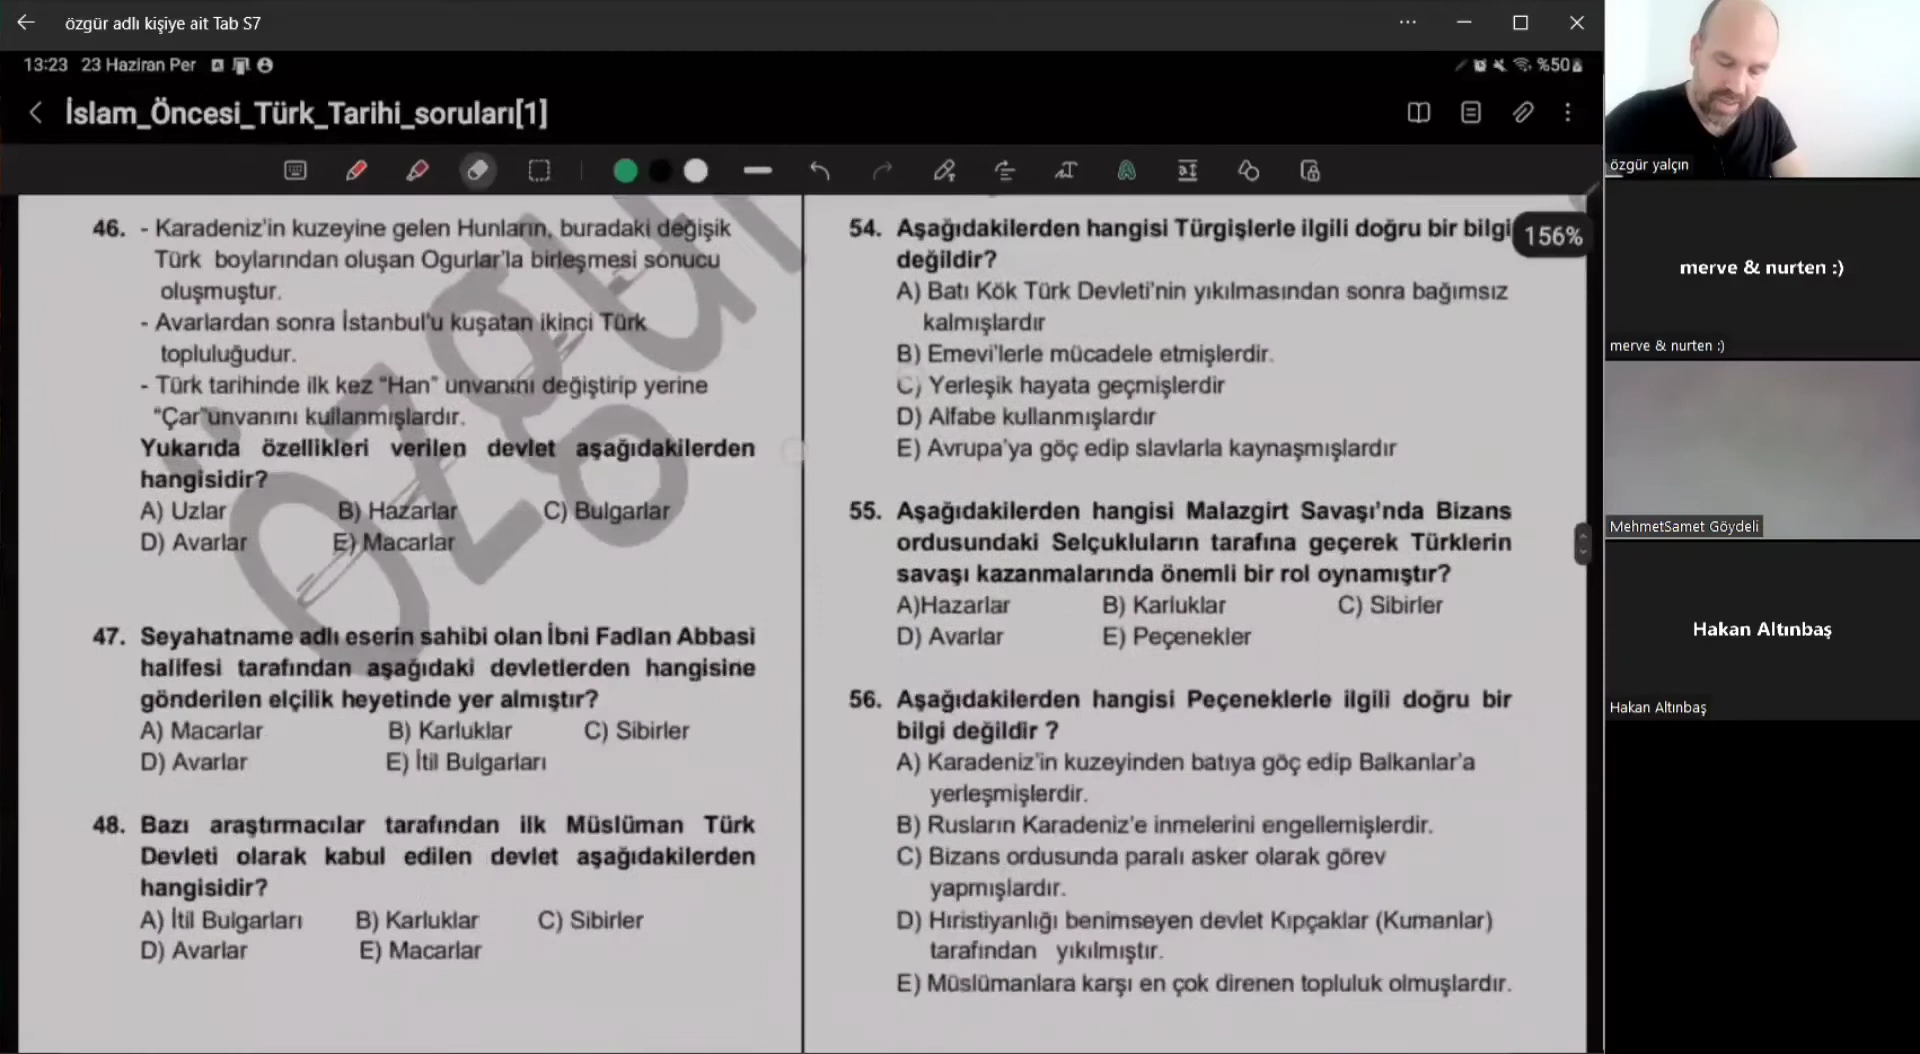 özgür adlı kişiye ait Tab S7
13:23 23 Haziran Per
%50
İslam_Öncesi_Türk_Tarihi_soruları[1]
156%
özgür
46. - Karadeniz'in kuzeyine gelen Hunların, buradaki değişik
Türk boylarından oluşan Ogurlar'la birleşmesi sonucu
oluşmuştur.
- Avarlardan sonra İstanbul'u kuşatan ikinci Türk
topluluğudur.
- Türk tarihinde ilk kez “Han” unvanını değiştirip yerine
“Çar”ünvanını kullanmışlardır.
Yukarıda özellikleri verilen devlet aşağıdakilerden
hangisidir?
A) Uzlar B) Hazarlar C) Bulgarlar
D) Avarlar E) Macarlar
47. Seyahatname adlı eserin sahibi olan İbni Fadlan Abbasi
halifesi tarafından aşağıdaki devletlerden hangisine
gönderilen elçilik heyetinde yer almıştır?
A) Macarlar B) Karluklar C) Sibirler
D) Avarlar E) İtil Bulgarları
48. Bazı araştırmacılar tarafından ilk Müslüman Türk
Devleti olarak kabul edilen devlet aşağıdakilerden
hangisidir?
A) İtil Bulgarları B) Karluklar C) Sibirler
D) Avarlar E) Macarlar
54. Aşağıdakilerden hangisi Türgişlerle ilgili doğru bir bilgi
değildir?
A) Batı Kök Türk Devleti'nin yıkılmasından sonra bağımsız
kalmışlardır
B) Emevi'lerle mücadele etmişlerdir.
C) Yerleşik hayata geçmişlerdir
D) Alfabe kullanmışlardır
E) Avrupa'ya göç edip slavlarla kaynaşmışlardır
55. Aşağıdakilerden hangisi Malazgirt Savaşı'nda Bizans
ordusundaki Selçukluların tarafına geçerek Türklerin
savaşı kazanmalarında önemli bir rol oynamıştır?
A)Hazarlar B) Karluklar C) Sibirler
D) Avarlar E) Peçenekler
56. Aşağıdakilerden hangisi Peçeneklerle ilgili doğru bir
bilgi değildir ?
A) Karadeniz'in kuzeyinden batıya göç edip Balkanlar'a
yerleşmişlerdir.
B) Rusların Karadeniz'e inmelerini engellemişlerdir.
C) Bizans ordusunda paralı asker olarak görev
yapmışlardır.
D) Hıristiyanlığı benimseyen devlet Kıpçaklar (Kumanlar)
tarafından yıkılmıştır.
E) Müslümanlara karşı en çok direnen topluluk olmuşlardır.
özgür yalçın
merve & nurten :)
merve & nurten :)
MehmetSamet Göydeli
Hakan Altınbaş
Hakan Altınbaş